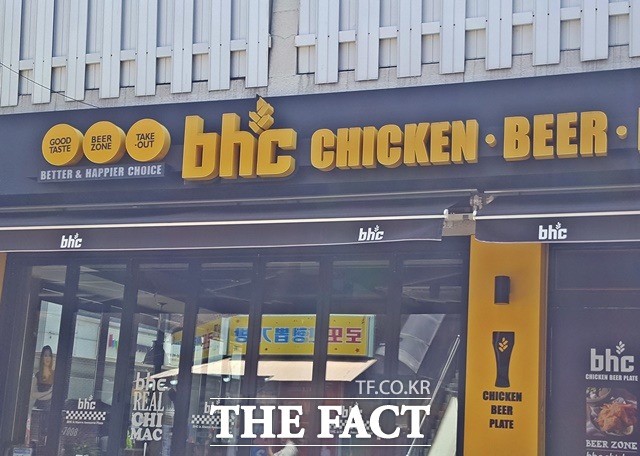 GOOD TASTE
BEER ZONE
TAKE -OUT
BETTER & HAPPIER CHOICE
bhc CHICKEN · BEER ·
bhc
bhc
bhc
bhc
REAL
CHI
MAC
bhc
CHICKEN
BEER
PLATE
bhc
CHICKEN BEER PLATE
BEER ZONE
TF.CO.KR
THE FACT